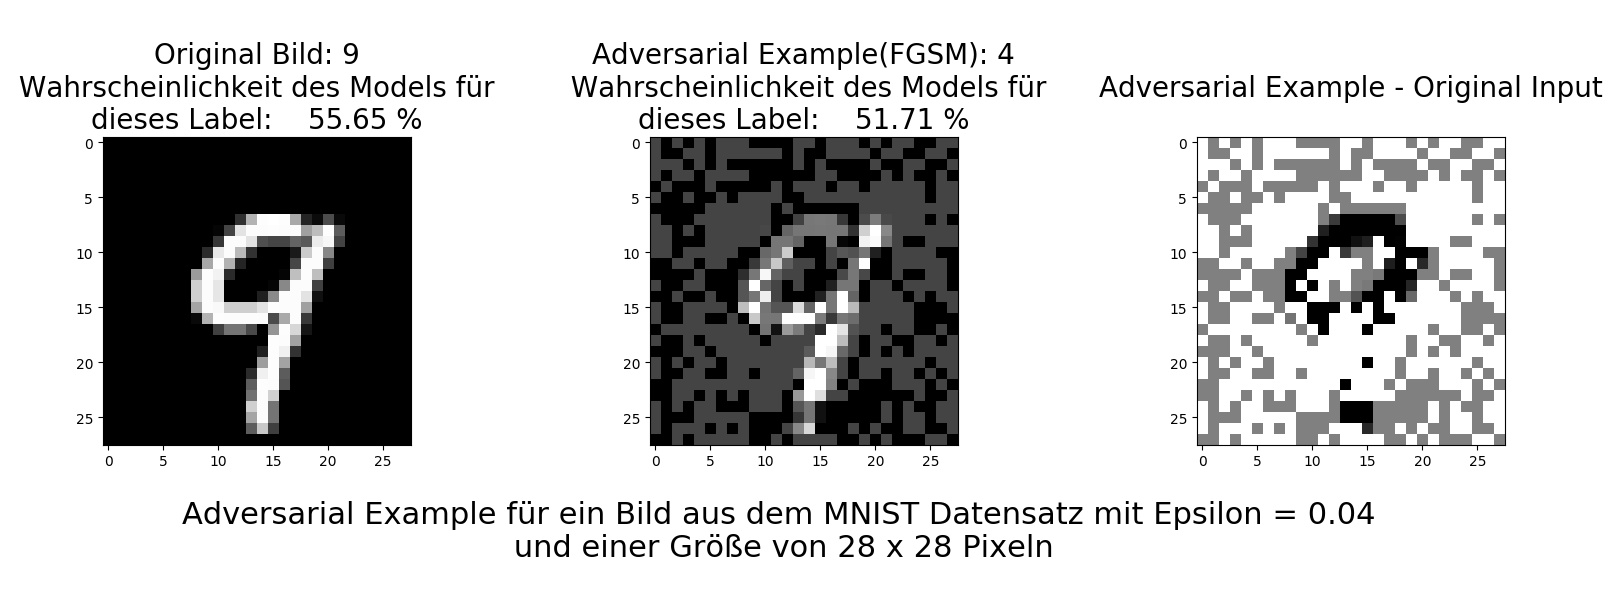 Original Bild: 9
Wahrscheinlichkeit des Models für
dieses Label: 55.65 %
Adversarial Example(FGSM): 4
Wahrscheinlichkeit des Models für
dieses Label: 51.71 %
Adversarial Example - Original Input
0
5
10
15
20
25
0 5 10 15 20 25
0
5
10
15
20
25
0 5 10 15 20 25
0
5
10
15
20
25
0 5 10 15 20 25
Adversarial Example für ein Bild aus dem MNIST Datensatz mit Epsilon = 0.04
und einer Größe von 28 x 28 Pixeln